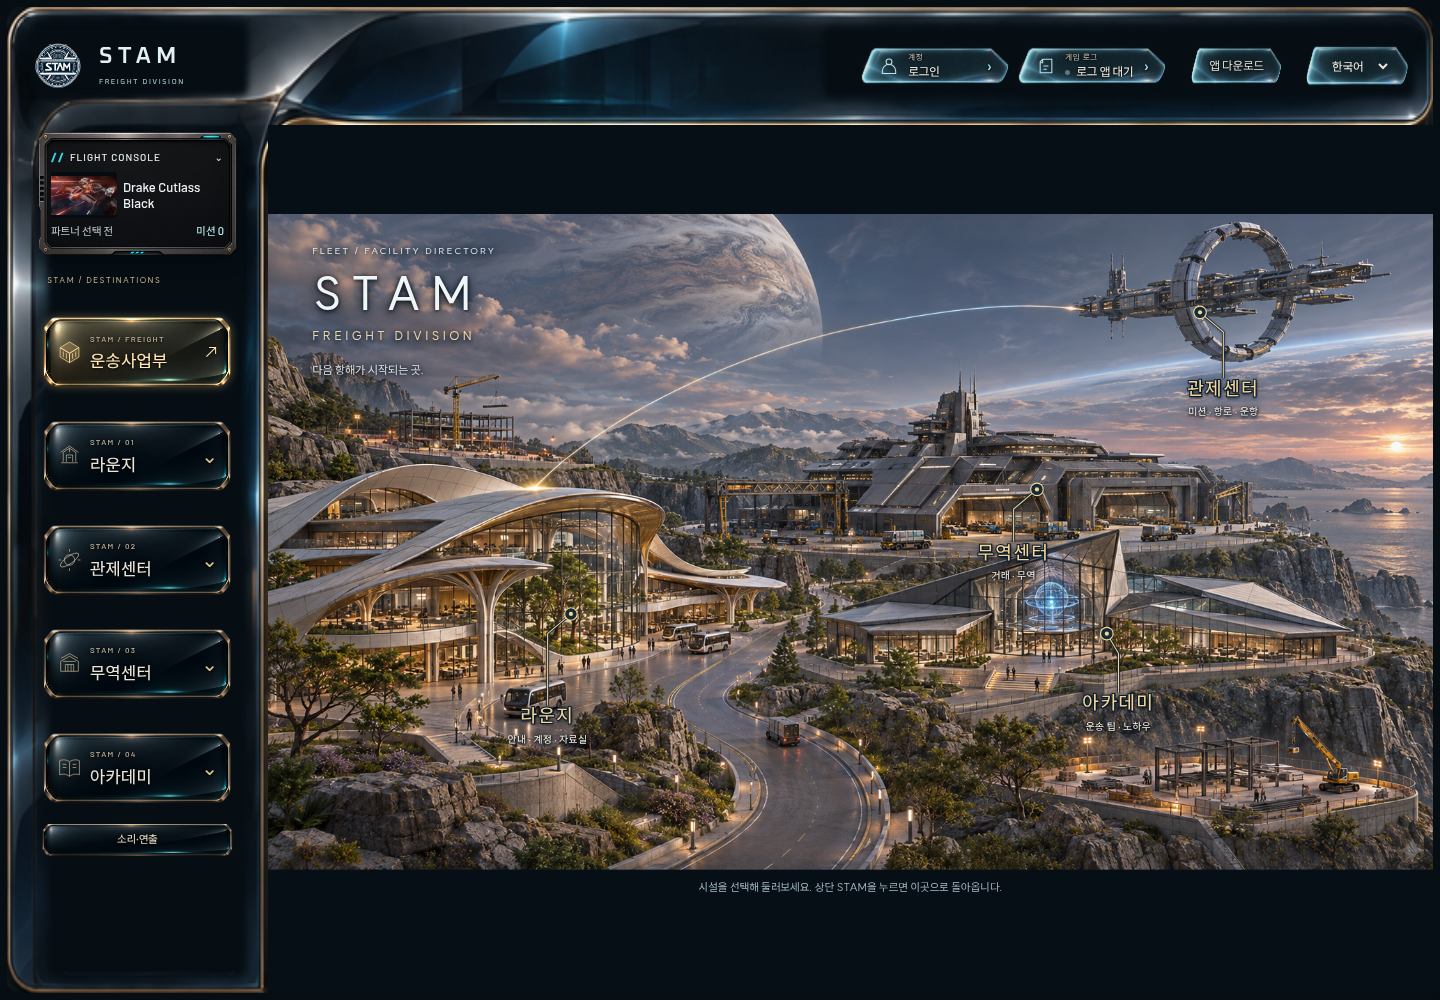 STAM
STAM
FREIGHT DIVISION
계정
로그인
게임 로그
로그 앱 대기
앱 다운로드
한국어
FLIGHT CONSOLE
Drake Cutlass
Black
파트너 선택 전
미션 0
STAM / DESTINATIONS
STAM / FREIGHT
운송사업부
STAM / 01
라운지
STAM / 02
관제센터
STAM / 03
무역센터
STAM / 04
아카데미
소리·연출
FLEET / FACILITY DIRECTORY
STAM
FREIGHT DIVISION
다음 항해가 시작되는 곳.
관제센터
미션 · 항로 · 운항
무역센터
거래 · 무역
라운지
안내 · 계정 · 자료실
아카데미
운송 팁 · 노하우
시설을 선택해 둘러보세요. 상단 STAM을 누르면 이곳으로 돌아옵니다.